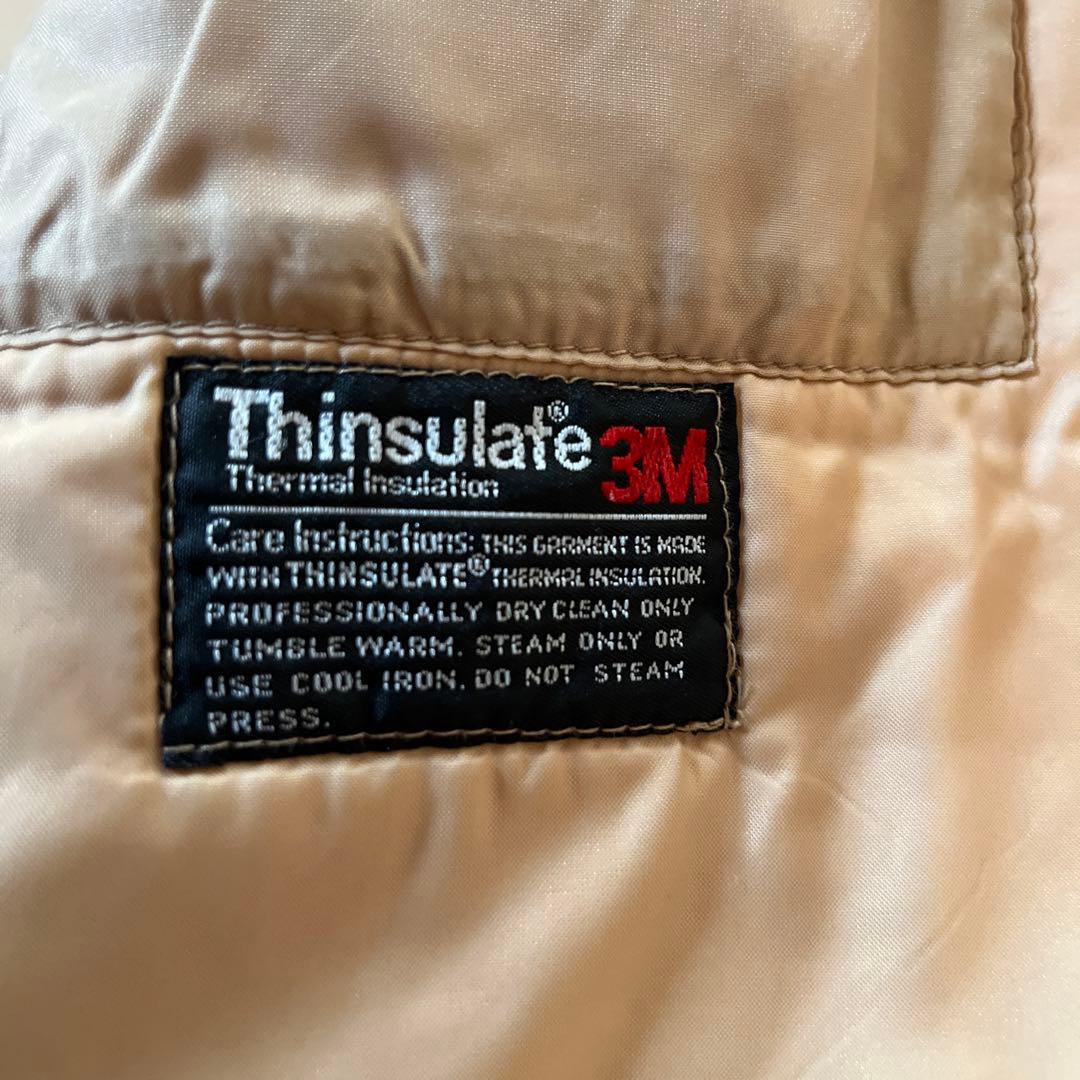 Thinsulate® 3M
Thermal Insulation
Care Instructions: THIS GARMENT IS MADE
WITH THINSULATE® THERMAL INSULATION.
PROFESSIONALLY DRY CLEAN ONLY
TUMBLE WARM. STEAM ONLY OR
USE COOL IRON. DO NOT STEAM
PRESS.